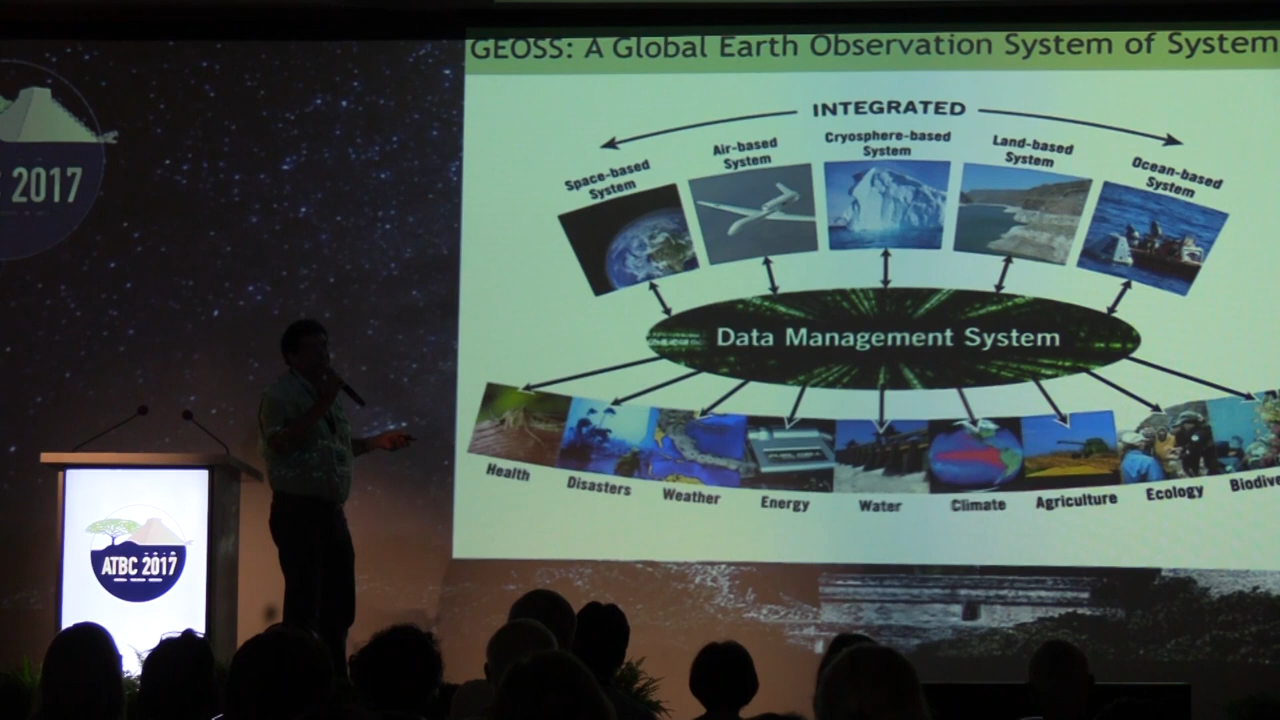 GEOSS: A Global Earth Observation System of System
INTEGRATED
Space-based
System
Air-based
System
Cryosphere-based
System
Land-based
System
Ocean-based
System
2017
Data Management System
Health
Disasters
Weather
Energy
Water
Climate
Agriculture
Ecology
Biodive
ATBC 2017